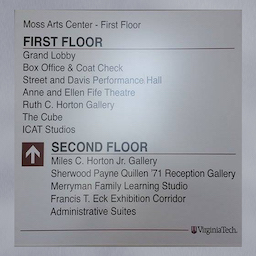 Moss Arts Center - First Floor
FIRST FLOOR
Grand Lobby
Box Office & Coat Check
Street and Davis Performance Hall
Anne and Ellen Fife Theatre
Ruth C. Horton Gallery
The Cube
ICAT Studios
SECOND FLOOR
Miles C. Horton Jr. Gallery
Sherwood Payne Quillen '71 Reception Gallery
Merryman Family Learning Studio
Francis T. Eck Exhibition Corridor
Administrative Suites
VirginiaTech.